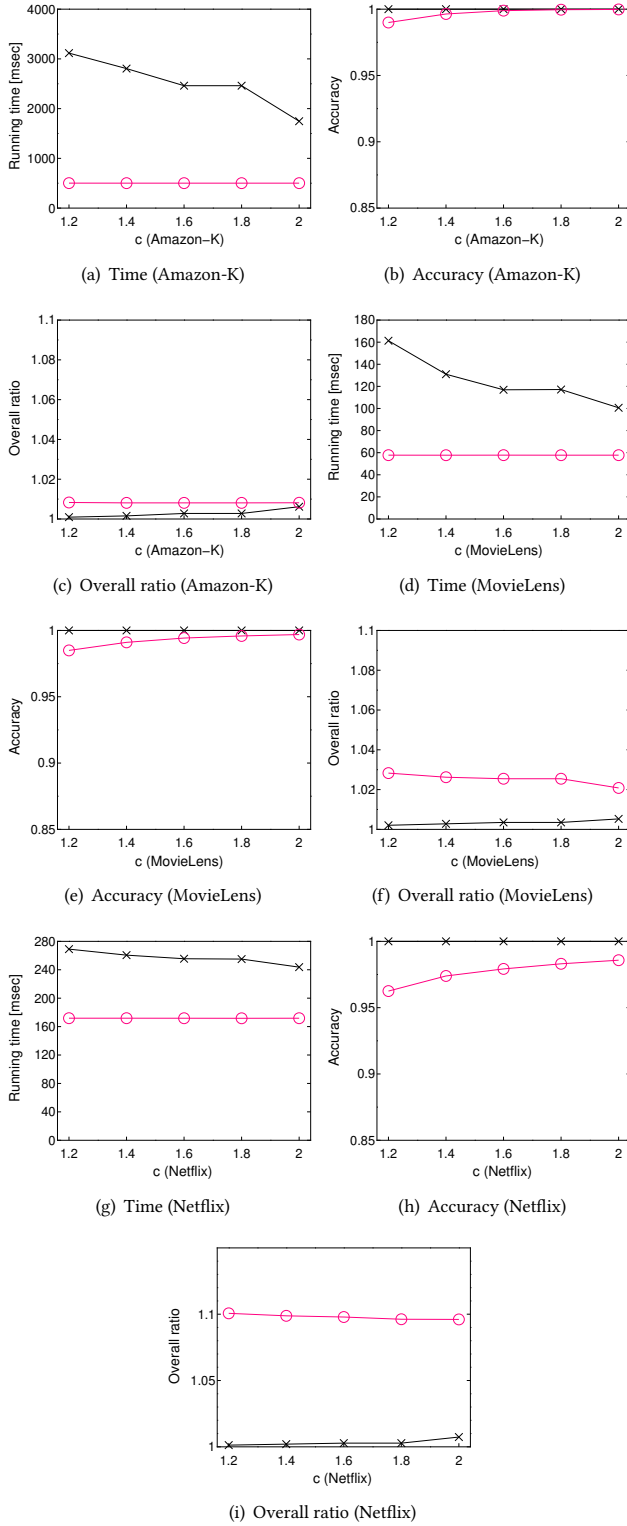 4000
3000
2000
1000
0
Running time [msec]
1.2 1.4 1.6 1.8 2
c (Amazon-K)
(a) Time (Amazon-K)
1
0.95
0.9
0.85
Accuracy
1.2 1.4 1.6 1.8 2
c (Amazon-K)
(b) Accuracy (Amazon-K)
1.1
1.08
1.06
1.04
1.02
1
Overall ratio
1.2 1.4 1.6 1.8 2
c (Amazon-K)
(c) Overall ratio (Amazon-K)
180
160
140
120
100
80
60
40
20
0
Running time [msec]
1.2 1.4 1.6 1.8 2
c (MovieLens)
(d) Time (MovieLens)
1
0.95
0.9
0.85
Accuracy
1.2 1.4 1.6 1.8 2
c (MovieLens)
(e) Accuracy (MovieLens)
1.1
1.08
1.06
1.04
1.02
1
Overall ratio
1.2 1.4 1.6 1.8 2
c (MovieLens)
(f) Overall ratio (MovieLens)
280
240
200
160
120
80
40
0
Running time [msec]
1.2 1.4 1.6 1.8 2
c (Netflix)
(g) Time (Netflix)
1
0.95
0.9
0.85
Accuracy
1.2 1.4 1.6 1.8 2
c (Netflix)
(h) Accuracy (Netflix)
1.1
1.05
1
Overall ratio
1.2 1.4 1.6 1.8 2
c (Netflix)
(i) Overall ratio (Netflix)